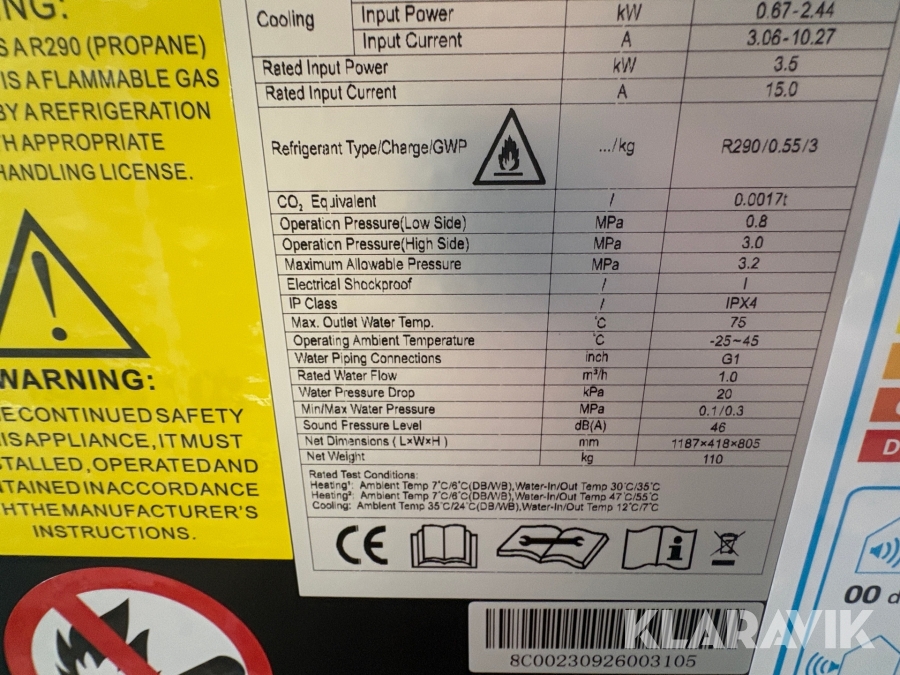 NG:
S A R290 (PROPANE)
IS A FLAMMABLE GAS
BY A REFRIGERATION
TH APPROPRIATE
HANDLING LICENSE.
WARNING:
E CONTINUED SAFETY
IS APPLIANCE, IT MUST
STALLED, OPERATED AND
NTAINED IN ACCORDANCE
TH THE MANUFACTURER'S
INSTRUCTIONS.
Cooling Input Power kW 0.67-2.44
Input Current A 3.06-10.27
Rated Input Power kW 3.5
Rated Input Current A 15.0
Refrigerant Type/Charge/GWP .../kg R290/0.55/3
CO₂ Equivalent / 0.0017t
Operation Pressure(Low Side) MPa 0.8
Operation Pressure(High Side) MPa 3.0
Maximum Allowable Pressure MPa 3.2
Electrical Shockproof / I
IP Class / IPX4
Max. Outlet Water Temp. ℃ 75
Operating Ambient Temperature ℃ -25~45
Water Piping Connections inch G1
Rated Water Flow m³/h 1.0
Water Pressure Drop kPa 20
Min/Max Water Pressure MPa 0.1/0.3
Sound Pressure Level dB(A) 46
Net Dimensions (L×W×H) mm 1187×418×805
Net Weight kg 110
Rated Test Conditions:
Heating¹: Ambient Temp 7℃/6℃(DB/WB),Water-In/Out Temp 30℃/35℃
Heating²: Ambient Temp 7℃/6℃(DB/WB),Water-In/Out Temp 47℃/55℃
Cooling: Ambient Temp 35℃/24℃(DB/WB),Water-In/Out Temp 12℃/7℃
CE
8C00230926003105
D
00 d
KLARAVIK